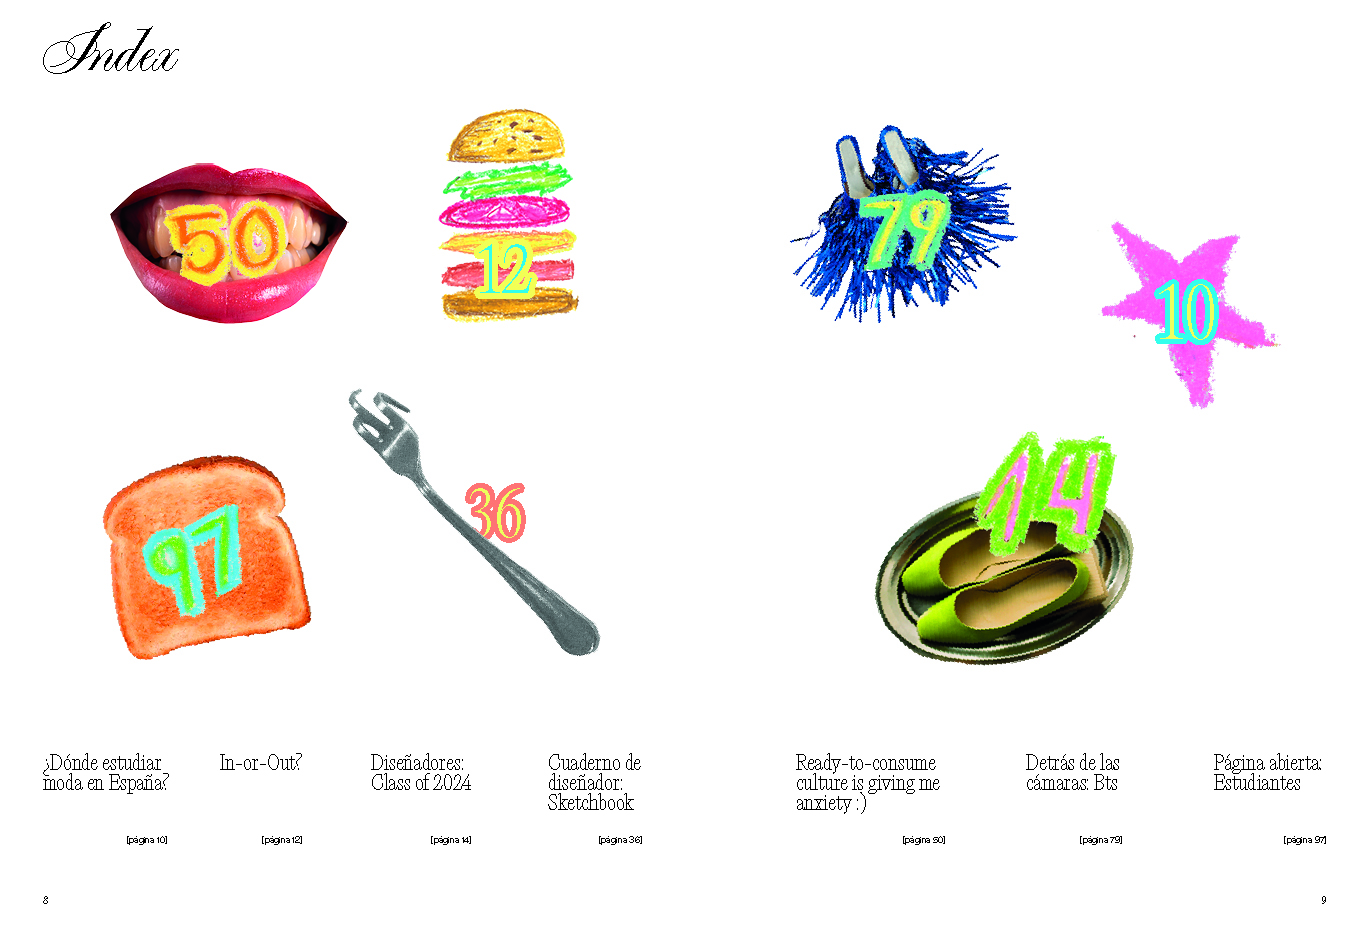 Index
50
12
79
10
97
36
14
¿Dónde estudiar
moda en España?
[página 10]
In-or-Out?
[página 12]
Diseñadores:
Class of 2024
[página 14]
Cuaderno de
diseñador:
Sketchbook
[página 36]
Ready-to-consume
culture is giving me
anxiety :)
[página 50]
Detrás de las
cámaras: Bts
[página 79]
Página abierta:
Estudiantes
[página 97]
8
9